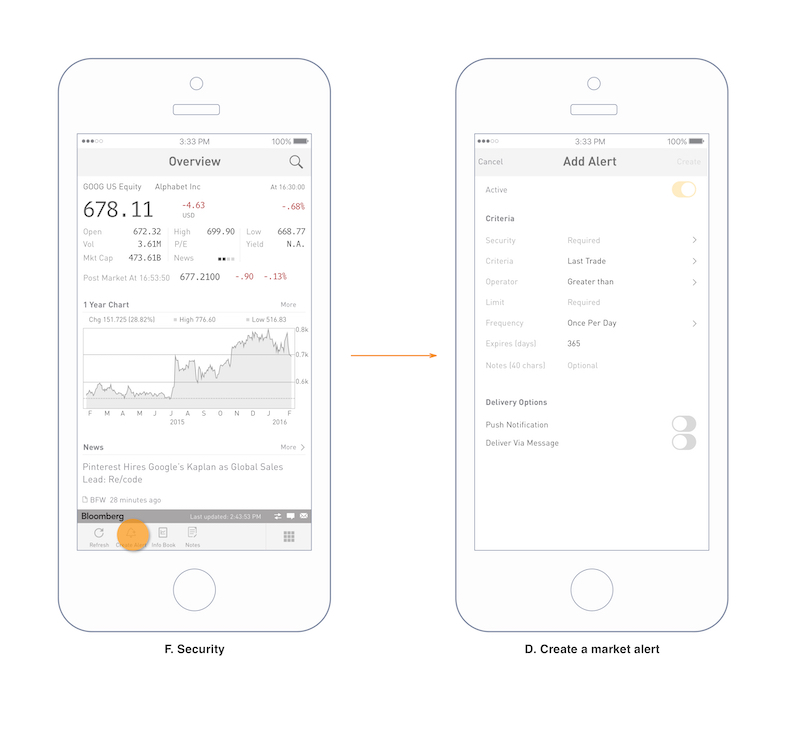 3:33 PM 100%
Overview
GOOG US Equity Alphabet Inc At 16:30:00
678.11 -4.63 -.68%
USD
Open 672.32 High 699.90 Low 668.77
Vol 3.61M P/E Yield N.A.
Mkt Cap 473.61B News
Post Market At 16:53:50 677.2100 -.90 -.13%
1 Year Chart More
Chg 151.725 (28.82%) High 776.60 Low 516.83
0.8k
0.7k
0.6k
F M A M J J A S O N D J F
2015 2016
News More
Pinterest Hires Google's Kaplan as Global Sales
Lead: Re/code
BFW 28 minutes ago
Bloomberg Last updated: 2:43:53 PM
Refresh Create Alert Info Book Notes
F. Security
3:33 PM 100%
Cancel Add Alert Create
Active
Criteria
Security Required
Criteria Last Trade
Operator Greater than
Limit Required
Frequency Once Per Day
Expires (days) 365
Notes (40 chars) Optional
Delivery Options
Push Notification
Deliver Via Message
D. Create a market alert